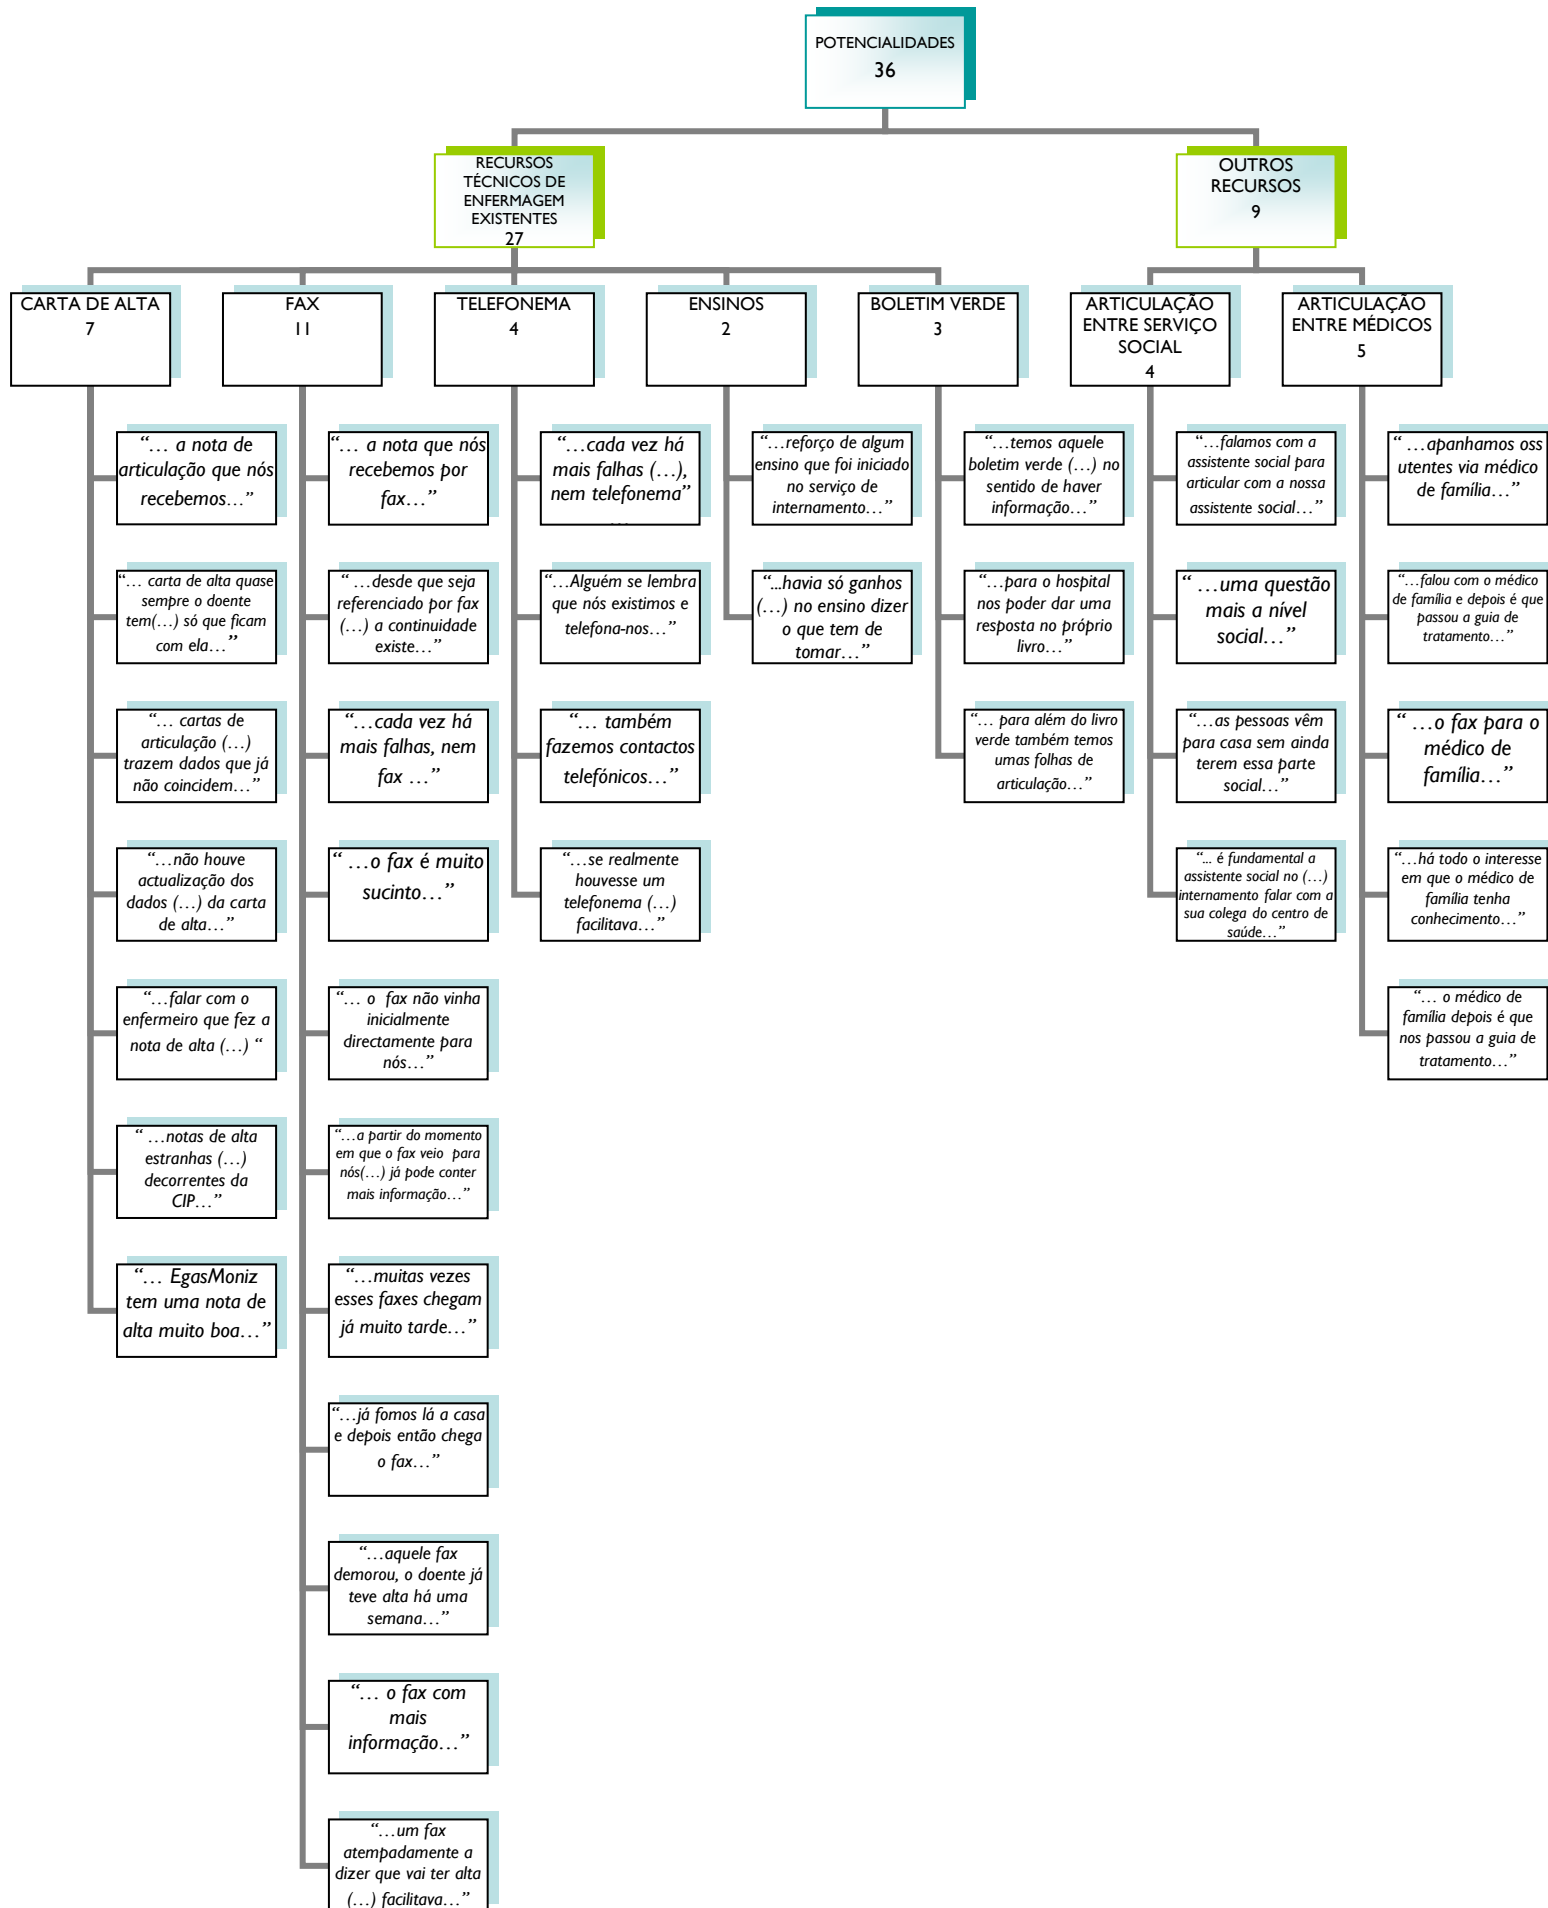 POTENCIALIDADES
36
RECURSOS
TÉCNICOS DE
ENFERMAGEM
EXISTENTES
27
OUTROS
RECURSOS
9
CARTA DE ALTA
7
FAX
11
TELEFONEMA
4
ENSINOS
2
BOLETIM VERDE
3
ARTICULAÇÃO
ENTRE SERVIÇO
SOCIAL
4
ARTICULAÇÃO
ENTRE MÉDICOS
5
“… a nota de
articulação que nós
recebemos…”
“… carta de alta quase
sempre o doente
tem(…) só que ficam
com ela…”
“… cartas de
articulação (…)
trazem dados que já
não coincidem…”
“…não houve
actualização dos
dados (…) da carta
de alta…”
“…falar com o
enfermeiro que fez a
nota de alta (…) “
“ …notas de alta
estranhas (…)
decorrentes da
CIP…”
“… EgasMoniz
tem uma nota de
alta muito boa…”
“… a nota que nós
recebemos por
fax…”
“ …desde que seja
referenciado por fax
(…) a continuidade
existe…”
“…cada vez há
mais falhas, nem
fax …”
“ …o fax é muito
sucinto…”
“… o  fax não vinha
inicialmente
directamente para
nós…”
“…a partir do momento
em que o fax veio  para
nós(…) já pode conter
mais informação…”
“…muitas vezes
esses faxes chegam
já muito tarde…”
“…já fomos lá a casa
e depois então chega
o fax…”
“…aquele fax
demorou, o doente já
teve alta há uma
semana…”
“… o fax com
mais
informação…”
“…um fax
atempadamente a
dizer que vai ter alta
(…) facilitava…”
“…cada vez há
mais falhas (…),
nem telefonema”
…
“…Alguém se lembra
que nós existimos e
telefona-nos…”
“… também
fazemos contactos
telefónicos…”
“…se realmente
houvesse um
telefonema (…)
facilitava…”
“…reforço de algum
ensino que foi iniciado
no serviço de
internamento…”
“...havia só ganhos
(…) no ensino dizer
o que tem de
tomar…”
“…temos aquele
boletim verde (…) no
sentido de haver
informação…”
“…para o hospital
nos poder dar uma
resposta no próprio
livro…”
“… para além do livro
verde também temos
umas folhas de
articulação…”
“…falamos com a
assistente social para
articular com a nossa
assistente social…”
“ …uma questão
mais a nível
social…”
“…as pessoas vêm
para casa sem ainda
terem essa parte
social…”
“... é fundamental a
assistente social no (…)
internamento falar com a
sua colega do centro de
saúde…”
“ …apanhamos oss
utentes via médico
de família…”
“…falou com o médico
de família e depois é que
passou a guia de
tratamento…”
“ …o fax para o
médico de
família…”
“…há todo o interesse
em que o médico de
família tenha
conhecimento…”
“… o médico de
família depois é que
nos passou a guia de
tratamento…”